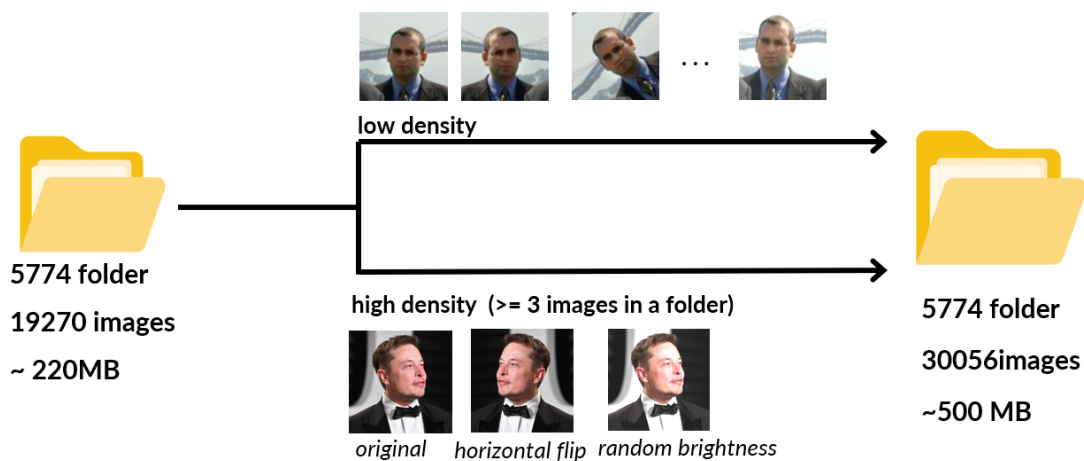 ...
low density
5774 folder
19270 images
~ 220MB
high density (>= 3 images in a folder)
original horizontal flip random brightness
5774 folder
30056images
~500 MB